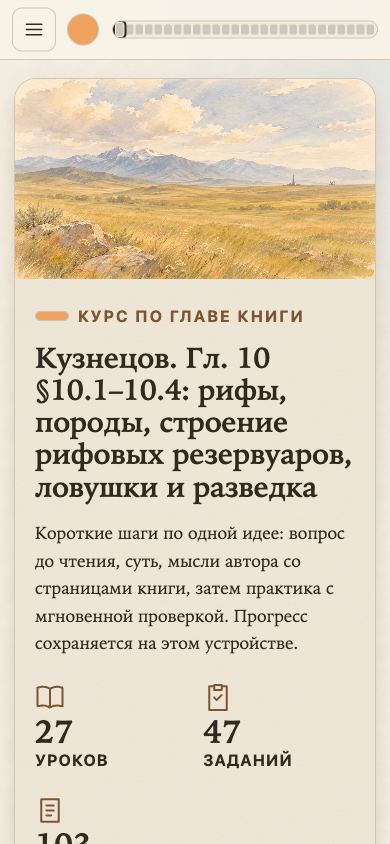 КУРС ПО ГЛАВЕ КНИГИ
Кузнецов. Гл. 10
§10.1–10.4: рифы,
породы, строение
рифовых резервуаров,
ловушки и разведка
Короткие шаги по одной идее: вопрос
до чтения, суть, мысли автора со
страницами книги, затем практика с
мгновенной проверкой. Прогресс
сохраняется на этом устройстве.
27
УРОКОВ
47
ЗАДАНИЙ